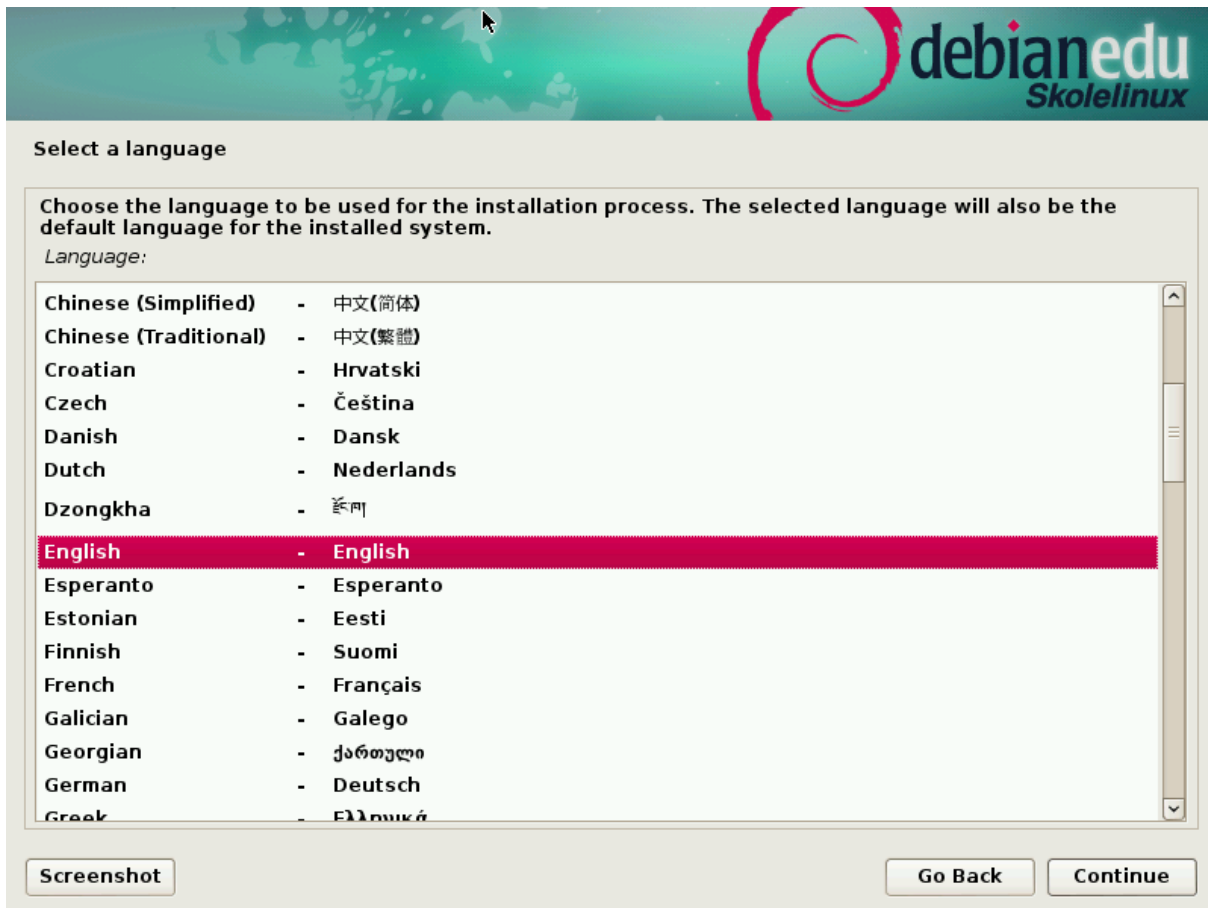 debianedu
Skolelinux
Select a language
Choose the language to be used for the installation process. The selected language will also be the
default language for the installed system.
Language:
Chinese (Simplified) - 中文(简体)
Chinese (Traditional) - 中文(繁體)
Croatian - Hrvatski
Czech - Čeština
Danish - Dansk
Dutch - Nederlands
Dzongkha - རྫོང་ཁ།
English - English
Esperanto - Esperanto
Estonian - Eesti
Finnish - Suomi
French - Français
Galician - Galego
Georgian - ქართული
German - Deutsch
Greek - Ελληνικά
Screenshot Go Back Continue